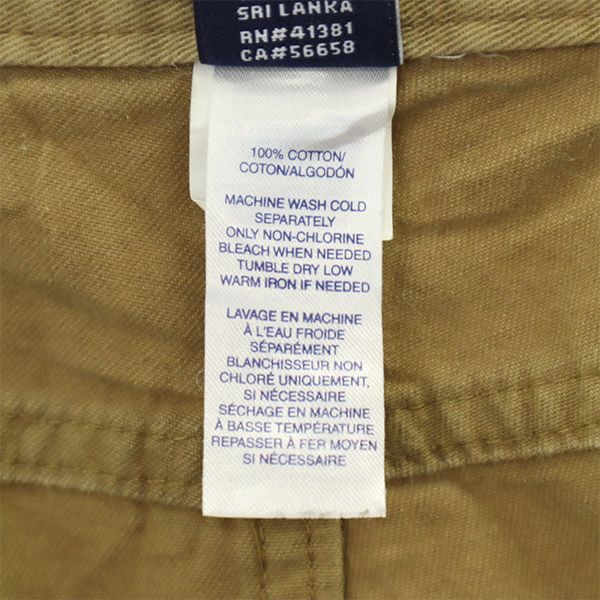 SRI LANKA
RN#41381
CA#56658
100% COTTON/
COTON/ALGODÓN
MACHINE WASH COLD
SEPARATELY
ONLY NON-CHLORINE
BLEACH WHEN NEEDED
TUMBLE DRY LOW
WARM IRON IF NEEDED
LAVAGE EN MACHINE
À L'EAU FROIDE
SÉPARÉMENT
BLANCHISSEUR NON
CHLORÉ UNIQUEMENT,
SI NÉCESSAIRE
SÉCHAGE EN MACHINE
À BASSE TEMPÉRATURE
REPASSER À FER MOYEN
SI NÉCESSAIRE